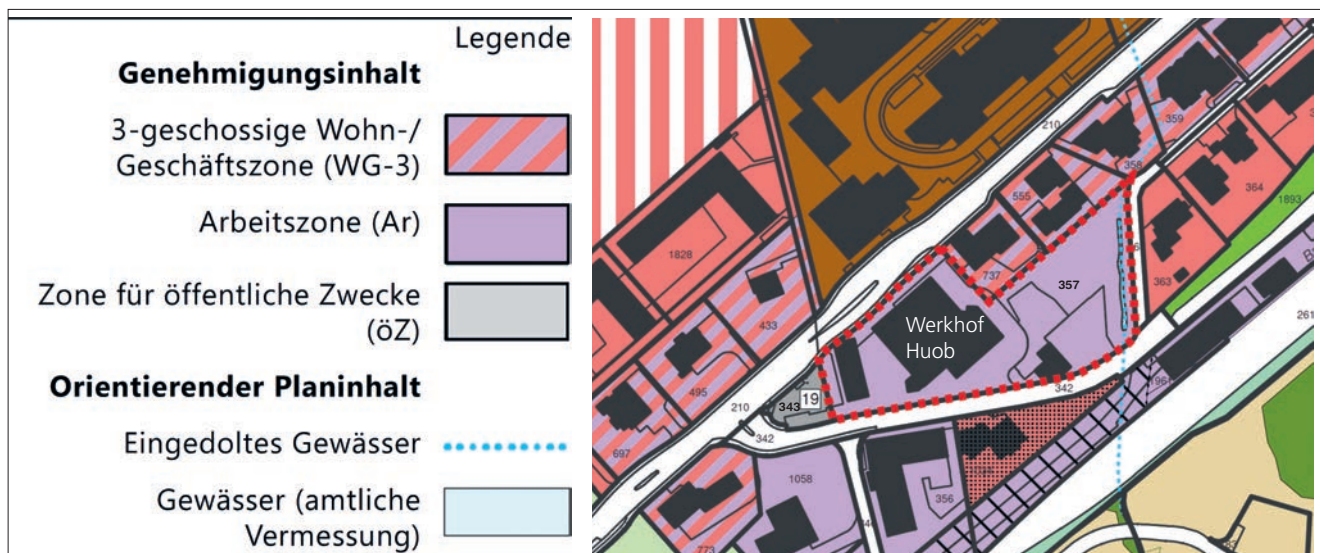 Legende
Genehmigungsinhalt
3-geschossige Wohn-/
Geschäftszone (WG-3)
Arbeitszone (Ar)
Zone für öffentliche Zwecke
(öZ)
Orientierender Planinhalt
Eingedoltes Gewässer
Gewässer (amtliche
Vermessung)
210
359
358
555
364
1893
1828
737
357
363
433
Werkhof
Huob
261
342
196
495
19
343
210
342
697
1058
356
773